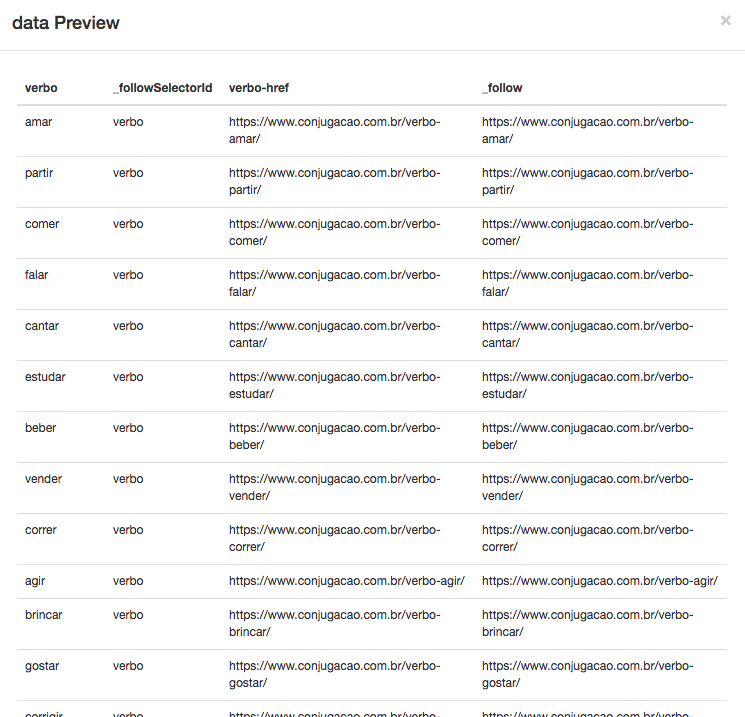 data Preview ×
verbo _followSelectorId verbo-href _follow
amar verbo https://www.conjugacao.com.br/verbo- https://www.conjugacao.com.br/verbo-
amar/ amar/
partir verbo https://www.conjugacao.com.br/verbo- https://www.conjugacao.com.br/verbo-
partir/ partir/
comer verbo https://www.conjugacao.com.br/verbo- https://www.conjugacao.com.br/verbo-
comer/ comer/
falar verbo https://www.conjugacao.com.br/verbo- https://www.conjugacao.com.br/verbo-
falar/ falar/
cantar verbo https://www.conjugacao.com.br/verbo- https://www.conjugacao.com.br/verbo-
cantar/ cantar/
estudar verbo https://www.conjugacao.com.br/verbo- https://www.conjugacao.com.br/verbo-
estudar/ estudar/
beber verbo https://www.conjugacao.com.br/verbo- https://www.conjugacao.com.br/verbo-
beber/ beber/
vender verbo https://www.conjugacao.com.br/verbo- https://www.conjugacao.com.br/verbo-
vender/ vender/
correr verbo https://www.conjugacao.com.br/verbo- https://www.conjugacao.com.br/verbo-
correr/ correr/
agir verbo https://www.conjugacao.com.br/verbo-agir/ https://www.conjugacao.com.br/verbo-agir/
brincar verbo https://www.conjugacao.com.br/verbo- https://www.conjugacao.com.br/verbo-
brincar/ brincar/
gostar verbo https://www.conjugacao.com.br/verbo- https://www.conjugacao.com.br/verbo-
gostar/ gostar/
corrigir verbo https://www.conjugacao.com.br/verbo- https://www.conjugacao.com.br/verbo-